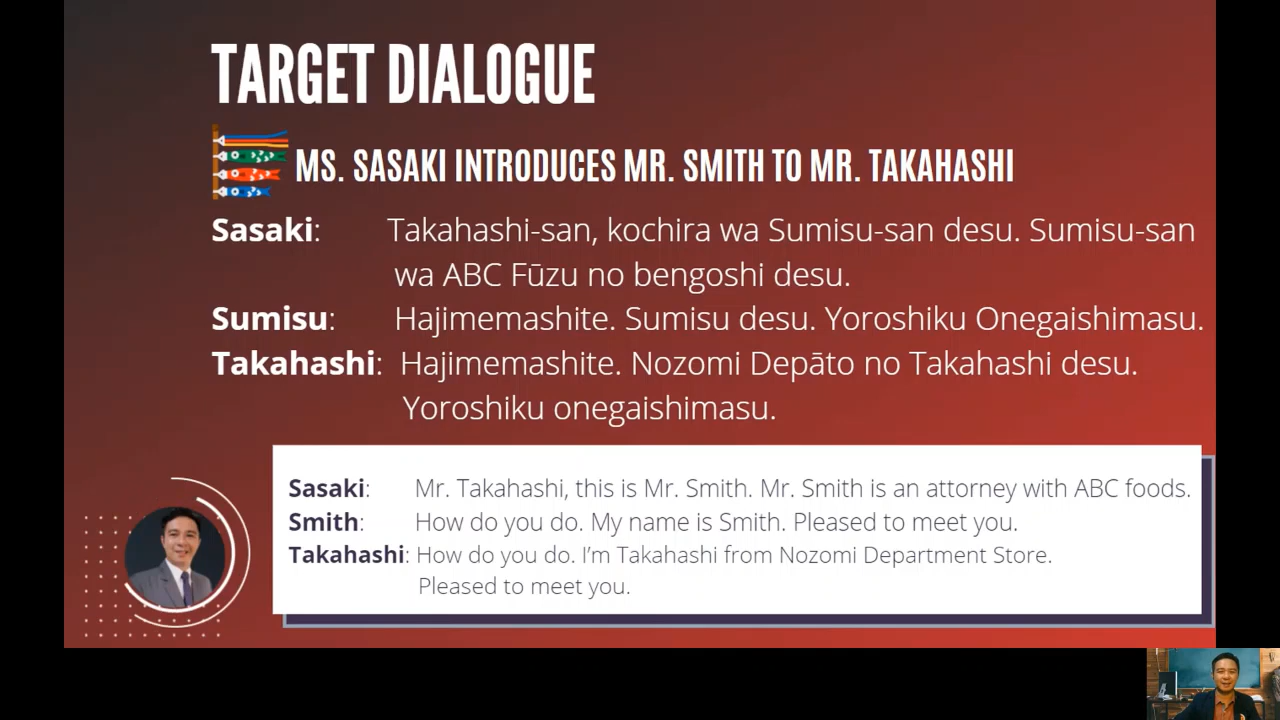 TARGET DIALOGUE
MS. SASAKI INTRODUCES MR. SMITH TO MR. TAKAHASHI
Sasaki: Takahashi-san, kochira wa Sumisu-san desu. Sumisu-san
wa ABC Fūzu no bengoshi desu.
Sumisu: Hajimemashite. Sumisu desu. Yoroshiku Onegaishimasu.
Takahashi: Hajimemashite. Nozomi Depāto no Takahashi desu.
Yoroshiku onegaishimasu.
Sasaki: Mr. Takahashi, this is Mr. Smith. Mr. Smith is an attorney with ABC foods.
Smith: How do you do. My name is Smith. Pleased to meet you.
Takahashi: How do you do. I’m Takahashi from Nozomi Department Store.
Pleased to meet you.